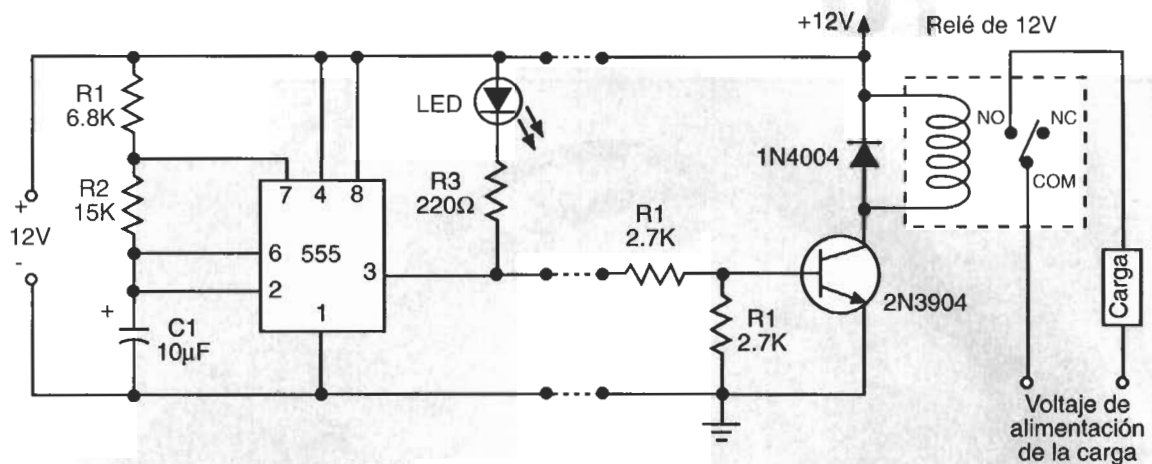 +12V
Relé de 12V
R1
6.8K
LED
NO
NC
1N4004
COM
R3
220Ω
7
4
8
R2
15K
+
12V
-
6
555
3
2
1
R1
2.7K
2N3904
Carga
+
C1
10µF
R1
2.7K
Voltaje de
alimentación
de la carga